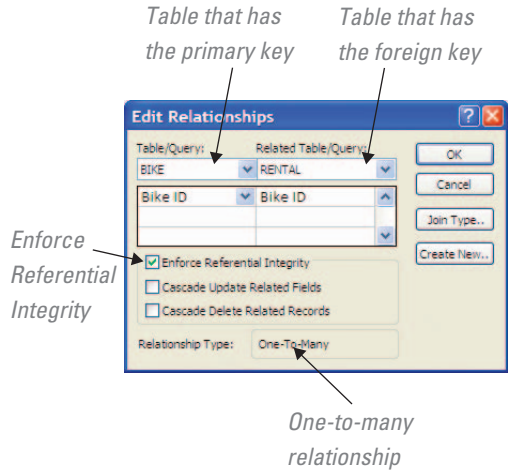 Table that has
the primary key
Table that has
the foreign key
Edit Relationships
Table/Query:
Related Table/Query:
BIKE
RENTAL
OK
Cancel
Join Type..
Create New..
Bike ID
Bike ID
Enforce
Referential
Integrity
Enforce Referential Integrity
Cascade Update Related Fields
Cascade Delete Related Records
Relationship Type:
One-To-Many
One-to-many
relationship